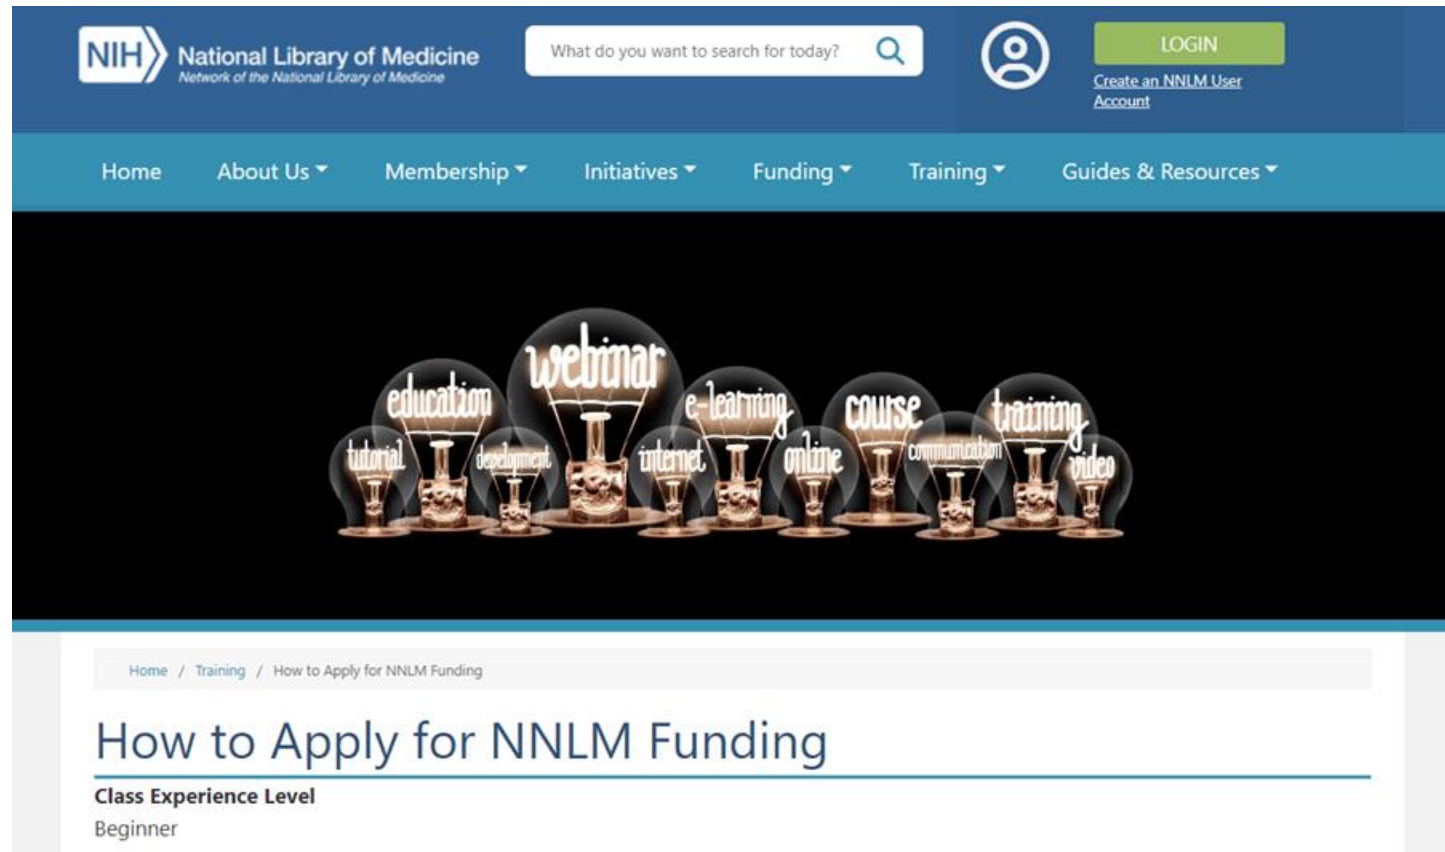 NIH National Library of Medicine
Network of the National Library of Medicine
What do you want to search for today?
LOGIN
Create an NNLM User
Account
Home About Us Membership Initiatives Funding Training Guides & Resources
webinar
education
e-learning
course
training
tutorial
development
internet
online
communication
video
Home / Training / How to Apply for NNLM Funding
How to Apply for NNLM Funding
Class Experience Level
Beginner